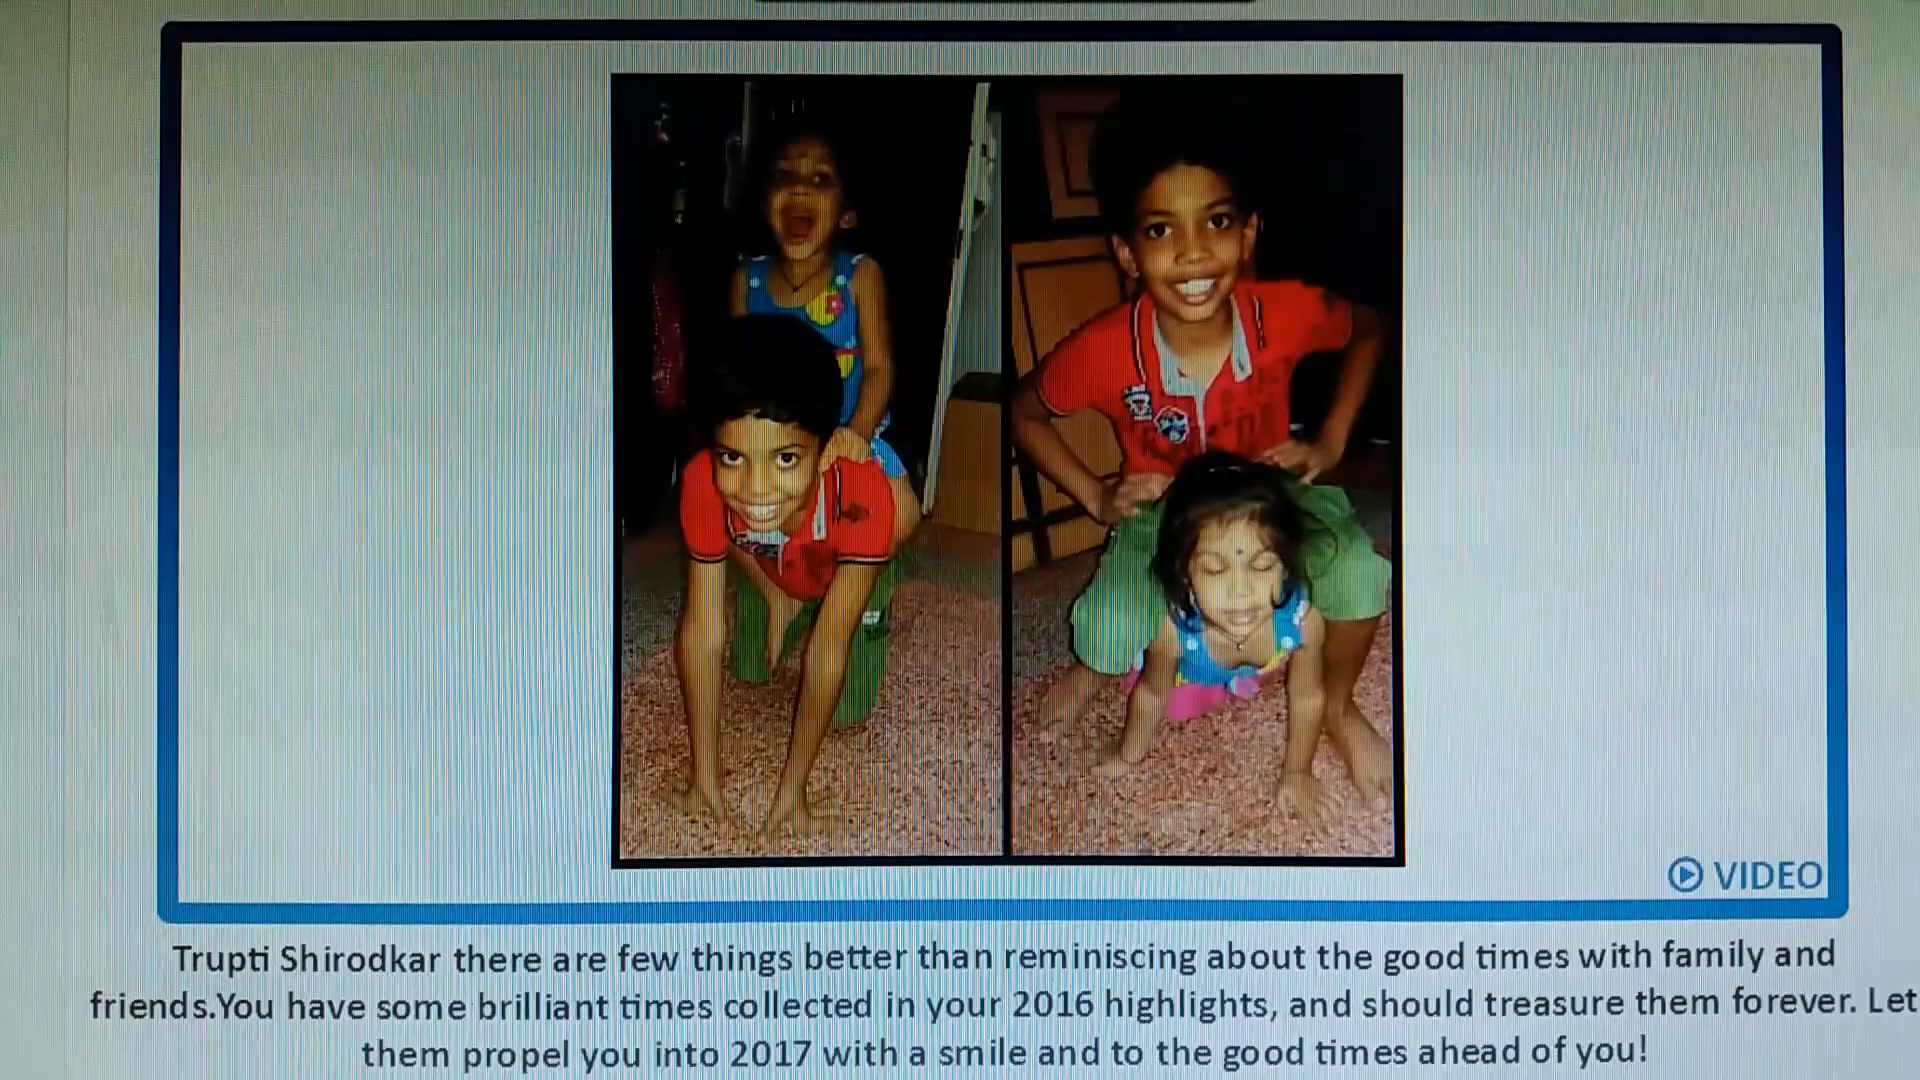 VIDEO
Trupti Shirodkar there are few things better than reminiscing about the good times with family and
friends.You have some brilliant times collected in your 2016 highlights, and should treasure them forever. Let
them propel you into 2017 with a smile and to the good times ahead of you!